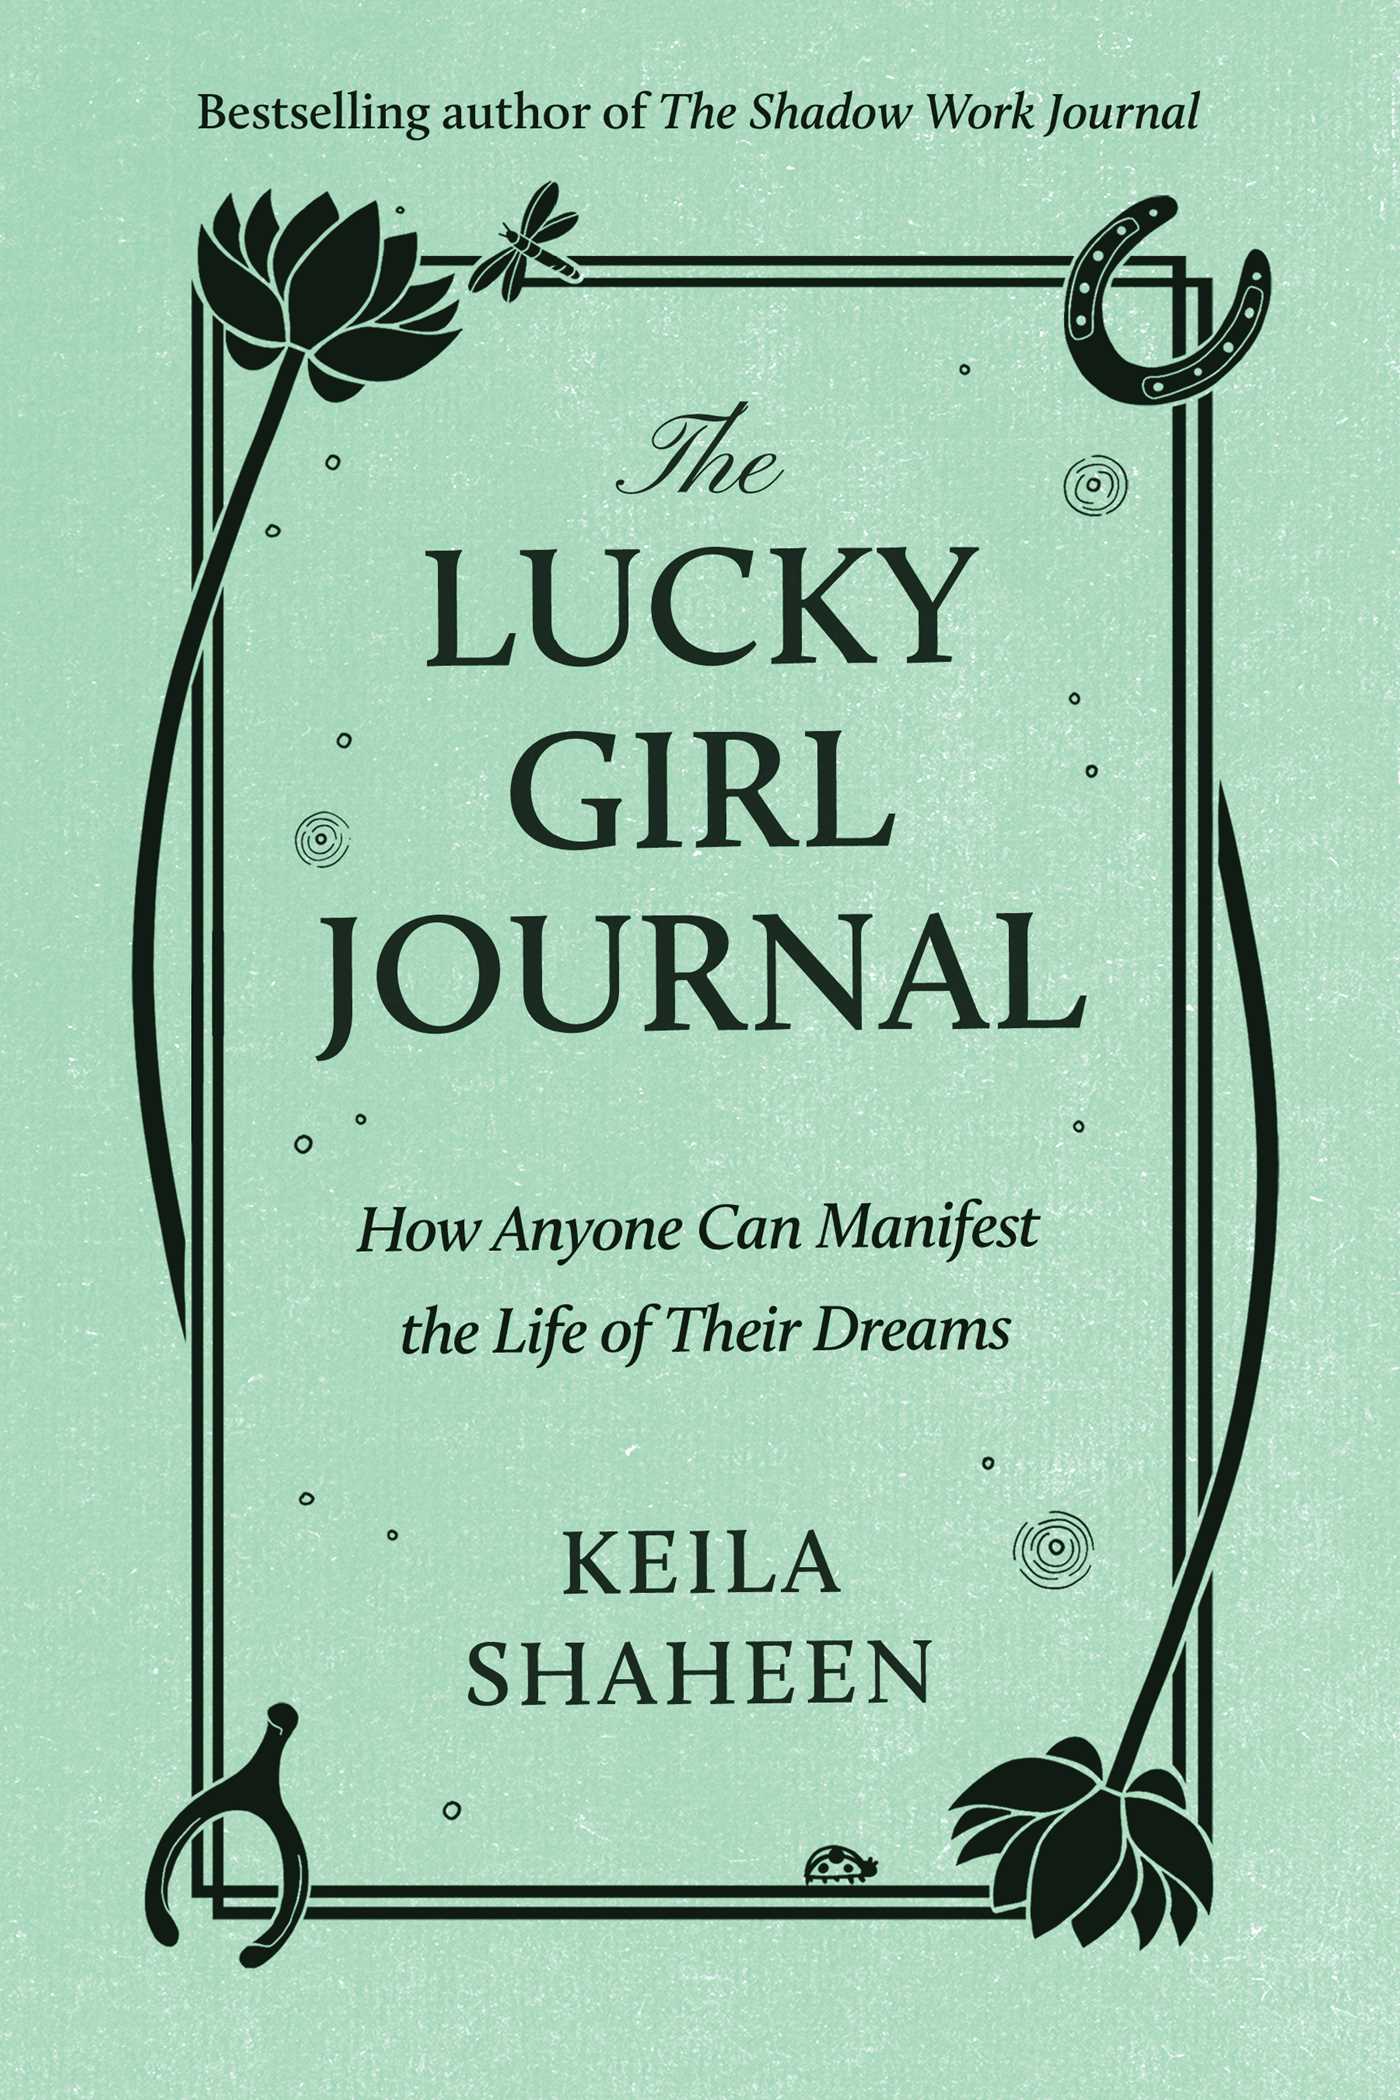 Bestselling author of The Shadow Work Journal
The
LUCKY
GIRL
JOURNAL
How Anyone Can Manifest
the Life of Their Dreams
KEILA
SHAHEEN